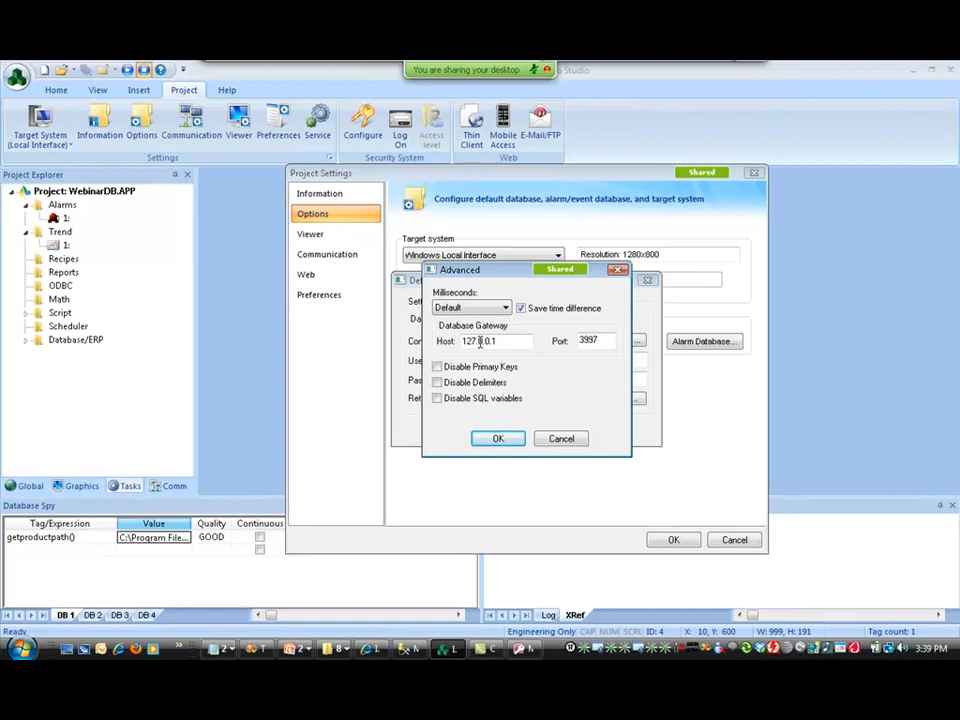 You are sharing your desktop
Studio
Home
View
Insert
Project
Help
Target System
(Local Interface)
Information
Options
Communication
Viewer
Preferences
Service
Configure
Log
On
Access
level
Thin
Client
Mobile
Access
E-Mail/FTP
Settings
Security System
Web
Project Explorer
Project: WebinarDB.APP
Alarms
1:
Trend
1:
Recipes
Reports
ODBC
Math
Script
Scheduler
Database/ERP
Global
Graphics
Tasks
Comm
Project Settings
Shared
Information
Options
Viewer
Communication
Web
Preferences
Configure default database, alarm/event database, and target system
Target system
Windows Local Interface
Resolution: 1280x800
Alarm Database...
OK
Cancel
Advanced
Shared
Milliseconds:
Default
Save time difference
Database Gateway
Host: 127.0.0.1
Port: 3997
Disable Primary Keys
Disable Delimiters
Disable SQL variables
OK
Cancel
Database Spy
Tag/Expression
Value
Quality
Continuous
getproductpath()
C:\Program File...
GOOD
DB 1
DB 2
DB 3
DB 4
Log
XRef
Ready
Engineering Only
CAP
NUM
SCRL
ID: 4
X: 10, Y: 600
W: 999, H: 191
Tag count: 1
3:39 PM